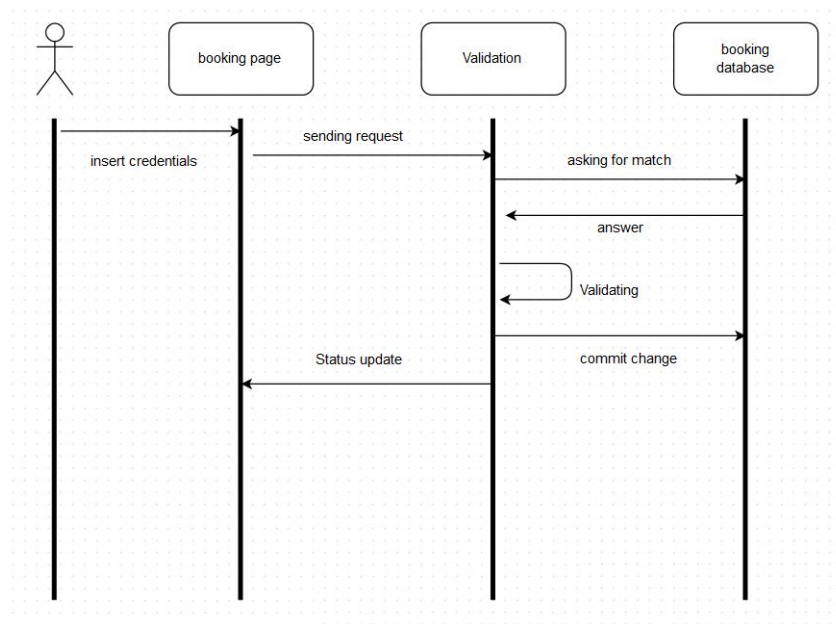 booking page
Validation
booking
database
sending request
insert credentials
asking for match
answer
Validating
Status update
commit change